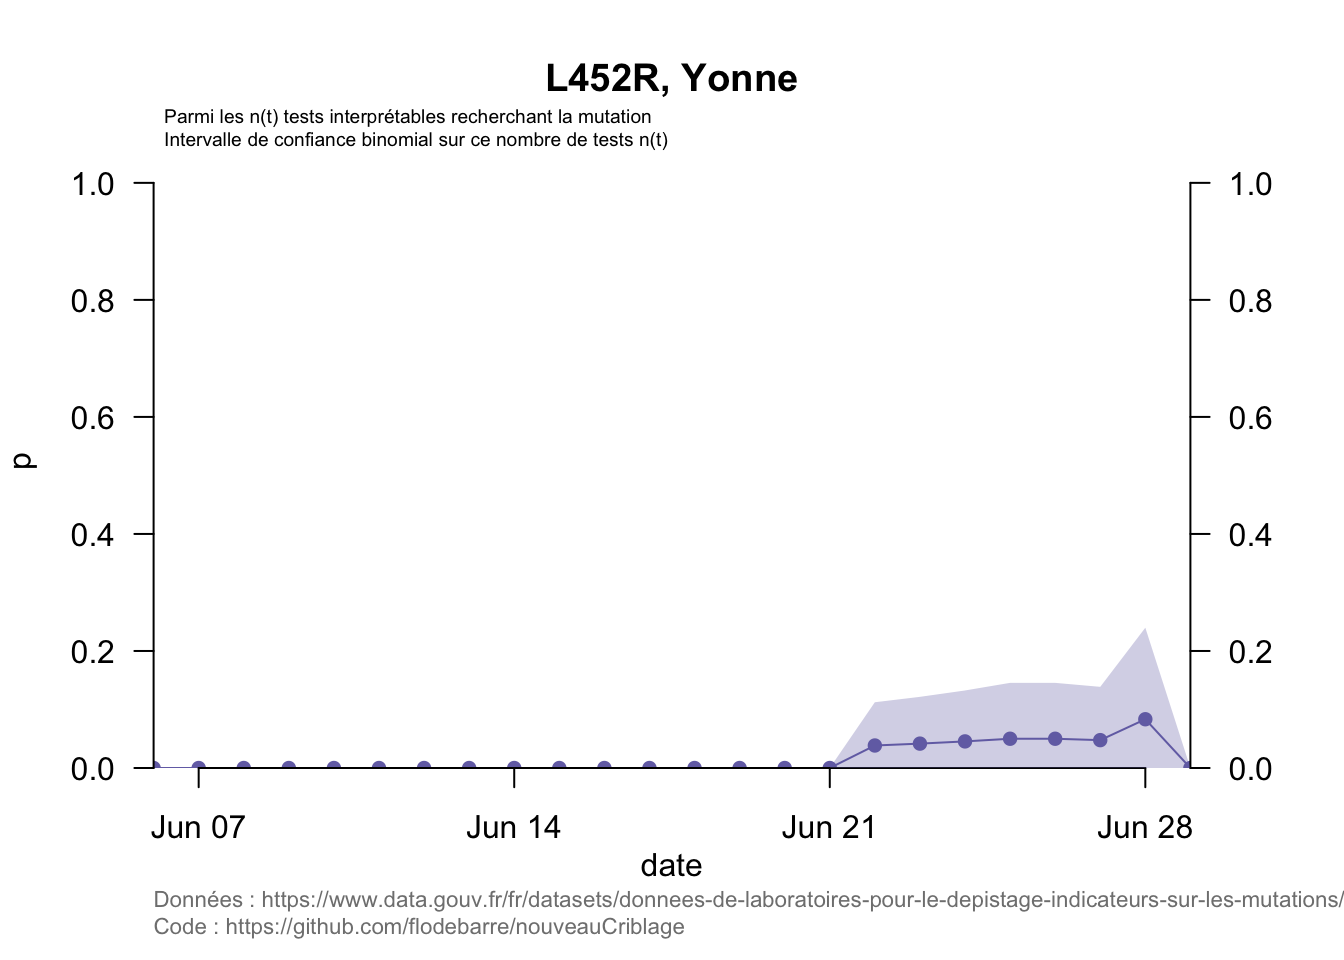 L452R, Yonne
Parmi les n(t) tests interprétables recherchant la mutation
Intervalle de confiance binomial sur ce nombre de tests n(t)
1.0 1.0
0.8 0.8
0.6 0.6
p
0.4 0.4
0.2 0.2
0.0 0.0
Jun 07 Jun 14 Jun 21 Jun 28
date
Données : https://www.data.gouv.fr/fr/datasets/donnees-de-laboratoires-pour-le-depistage-indicateurs-sur-les-mutations/
Code : https://github.com/flodebarre/nouveauCriblage